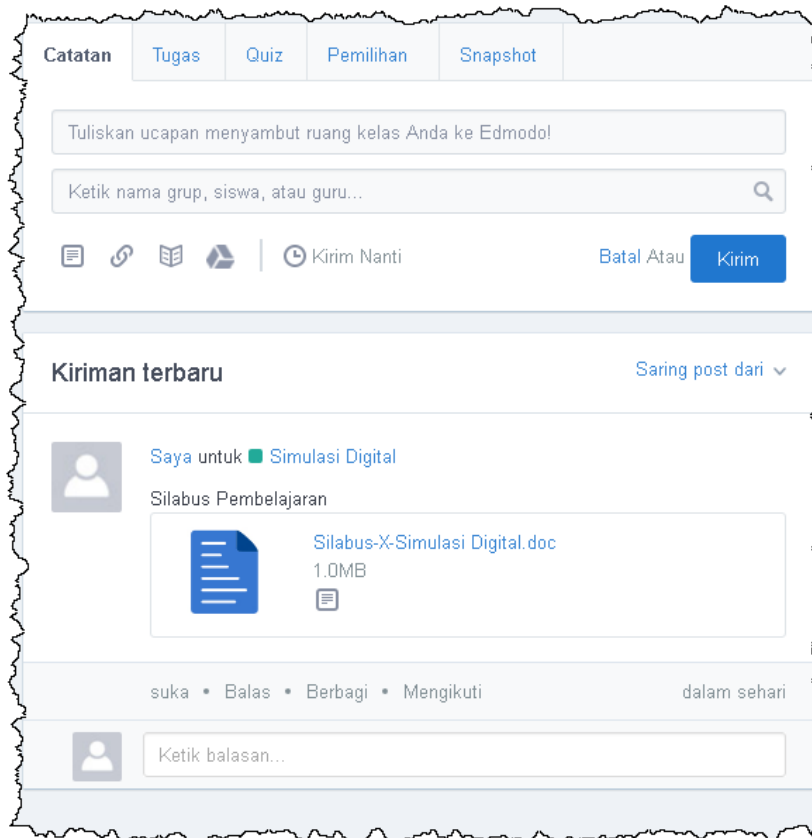 Catatan Tugas Quiz Pemilihan Snapshot
Tuliskan ucapan menyambut ruang kelas Anda ke Edmodo!
Ketik nama grup, siswa, atau guru...
Kirim Nanti Batal Atau Kirim
Kiriman terbaru Saring post dari
Saya untuk Simulasi Digital
Silabus Pembelajaran
Silabus-X-Simulasi Digital.doc
1.0MB
suka • Balas • Berbagi • Mengikuti dalam sehari
Ketik balasan...